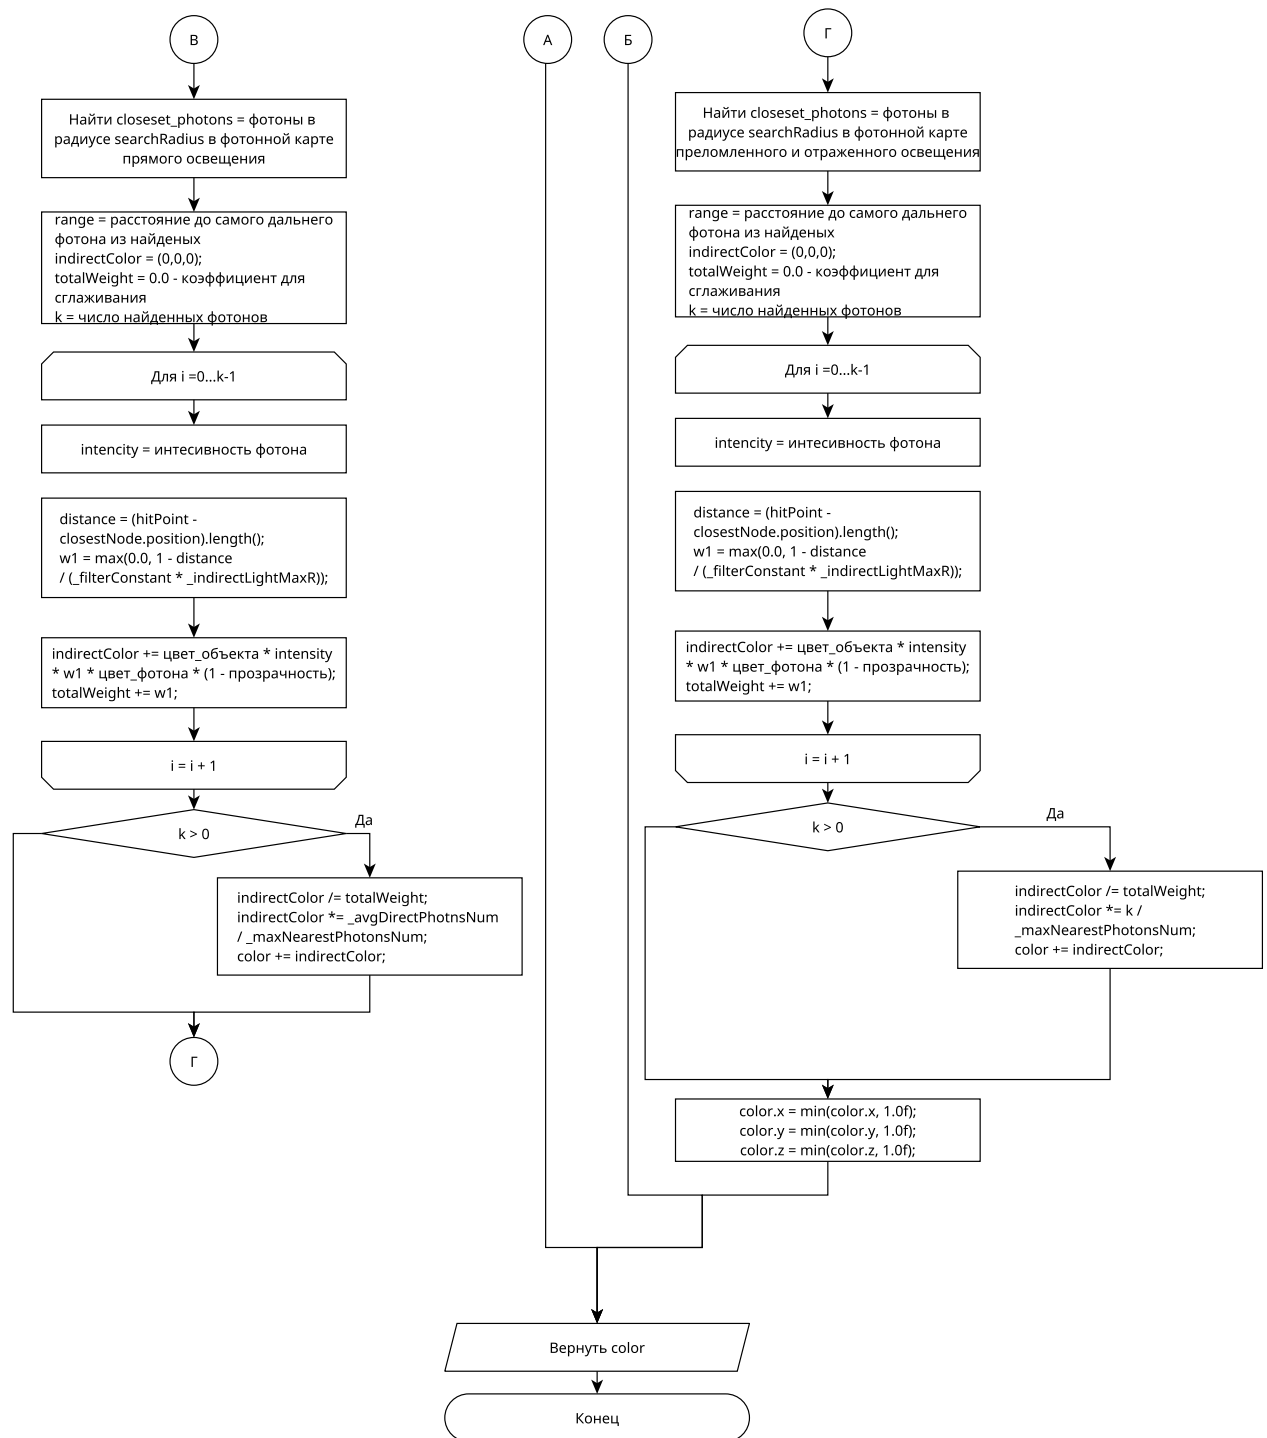 В
Найти closeset_photons = фотоны в
радиусе searchRadius в фотонной карте
прямого освещения
range = расстояние до самого дальнего
фотона из найденых
indirectColor = (0,0,0);
totalWeight = 0.0 - коэффициент для
сглаживания
k = число найденных фотонов
Для i =0...k-1
intencity = интесивность фотона
distance = (hitPoint -
closestNode.position).length();
w1 = max(0.0, 1 - distance
/ (_filterConstant * _indirectLightMaxR));
indirectColor += цвет_объекта * intensity
* w1 * цвет_фотона * (1 - прозрачность);
totalWeight += w1;
i = i + 1
k > 0
Да
indirectColor /= totalWeight;
indirectColor *= _avgDirectPhotnsNum
/ _maxNearestPhotonsNum;
color += indirectColor;
Г
А
Б
Г
Найти closeset_photons = фотоны в
радиусе searchRadius в фотонной карте
преломленного и отраженного освещения
range = расстояние до самого дальнего
фотона из найденых
indirectColor = (0,0,0);
totalWeight = 0.0 - коэффициент для
сглаживания
k = число найденных фотонов
Для i =0...k-1
intencity = интесивность фотона
distance = (hitPoint -
closestNode.position).length();
w1 = max(0.0, 1 - distance
/ (_filterConstant * _indirectLightMaxR));
indirectColor += цвет_объекта * intensity
* w1 * цвет_фотона * (1 - прозрачность);
totalWeight += w1;
i = i + 1
k > 0
Да
indirectColor /= totalWeight;
indirectColor *= k /
_maxNearestPhotonsNum;
color += indirectColor;
color.x = min(color.x, 1.0f);
color.y = min(color.y, 1.0f);
color.z = min(color.z, 1.0f);
Вернуть color
Конец